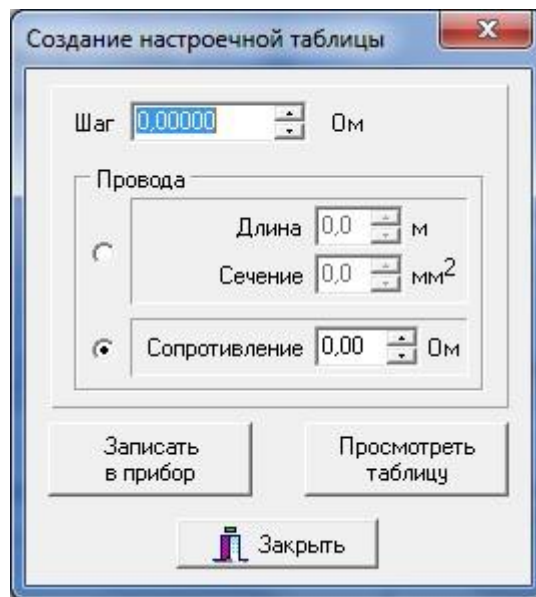 Создание настроечной таблицы
Шаг 0,00000 Ом
Провода
Длина 0,0 м
Сечение 0,0 мм2
Сопротивление 0,00 Ом
Записать
в прибор
Просмотреть
таблицу
Закрыть